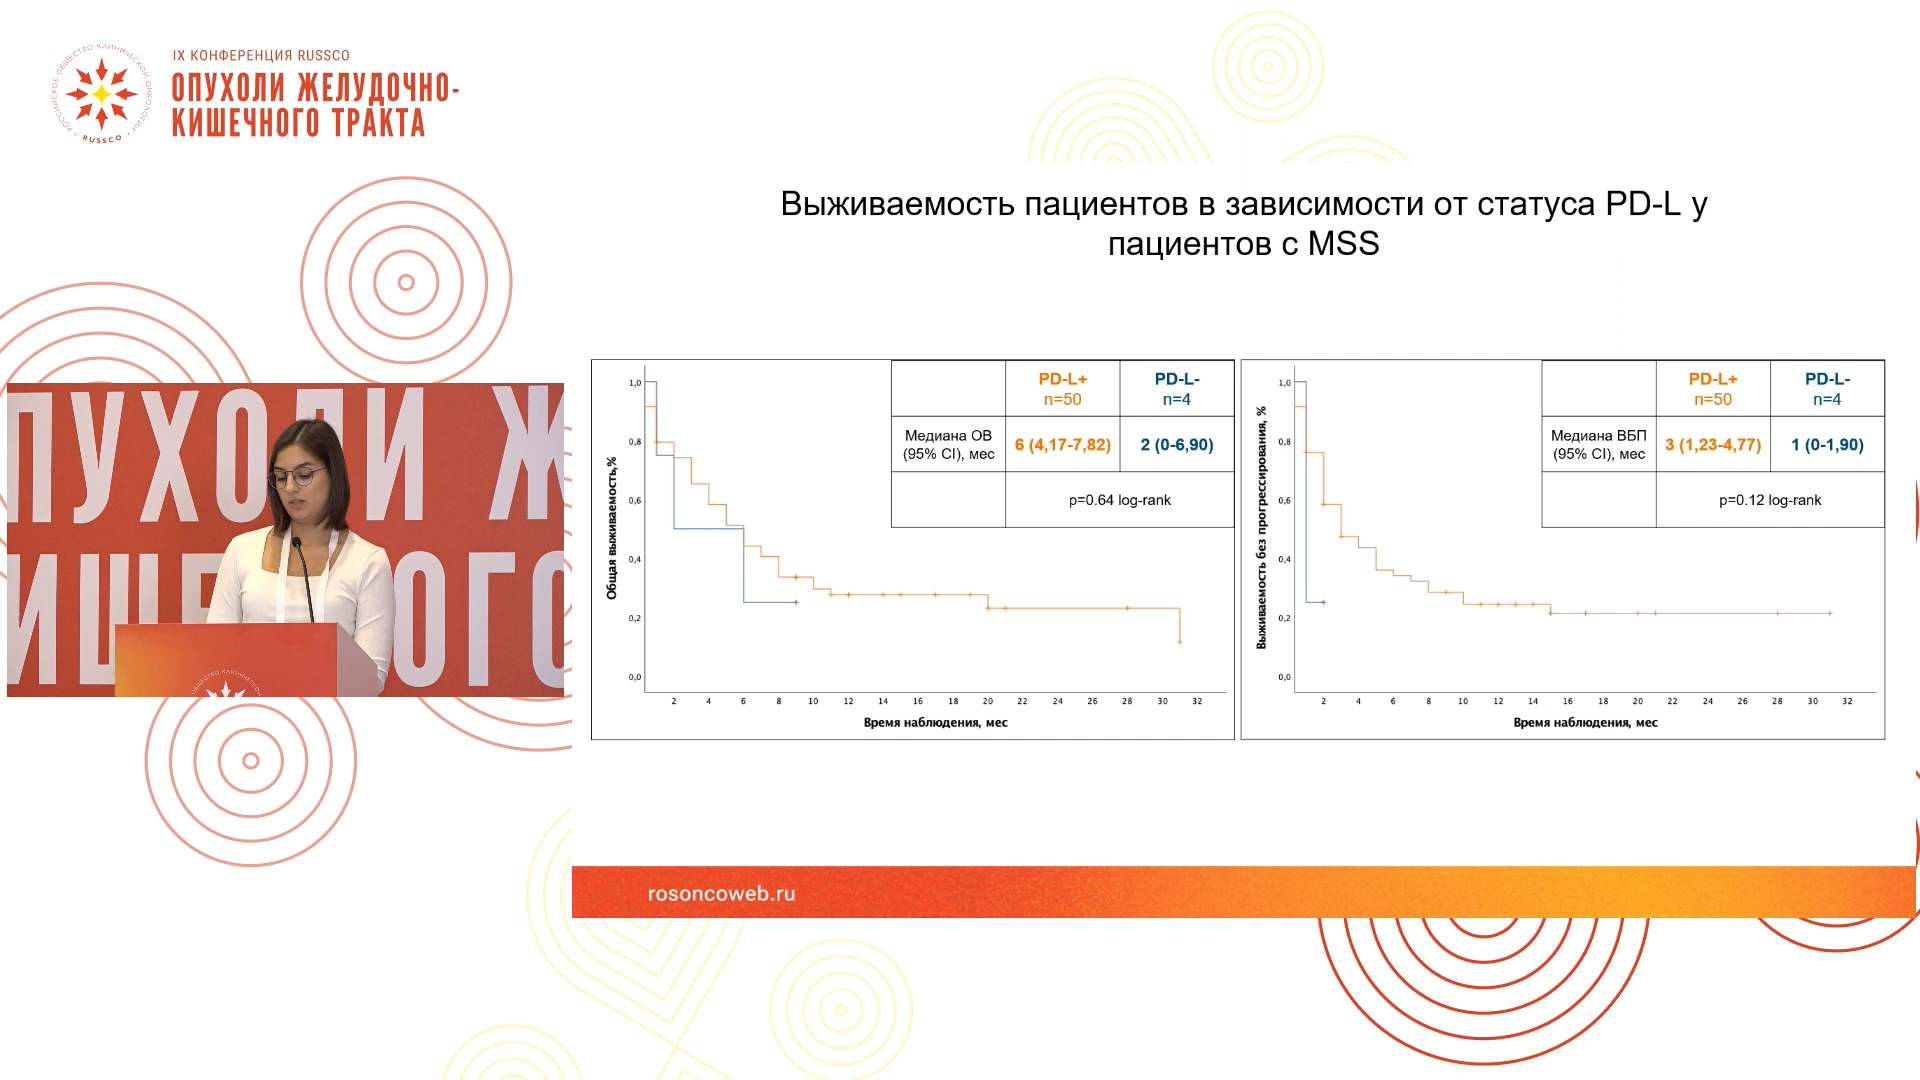 IX КОНФЕРЕНЦИЯ RUSSCO
ОПУХОЛИ ЖЕЛУДОЧНО-
КИШЕЧНОГО ТРАКТА
РОССИЙСКОЕ ОБЩЕСТВО КЛИНИЧЕСКОЙ ОНКОЛОГИИ
RUSSCO
Выживаемость пациентов в зависимости от статуса PD-L у
пациентов с MSS
PD-L+ PD-L-
n=50 n=4
Медиана ОВ
(95% CI), мес
6 (4,17-7,82) 2 (0-6,90)
p=0.64 log-rank
Общая выживаемость,%
1,0
0,8
0,6
0,4
0,2
0,0
2 4 6 8 10 12 14 16 18 20 22 24 26 28 30 32
Время наблюдения, мес
PD-L+ PD-L-
n=50 n=4
Медиана ВБП
(95% CI), мес
3 (1,23-4,77) 1 (0-1,90)
p=0.12 log-rank
Выживаемость без прогрессирования, %
1,0
0,8
0,6
0,4
0,2
0,0
2 4 6 8 10 12 14 16 18 20 22 24 26 28 30 32
Время наблюдения, мес
ПУХОЛИ Ж
ИШЕ ОГО
ОБЩЕСТВО КЛИНИЧЕСКОЙ
rosoncoweb.ru